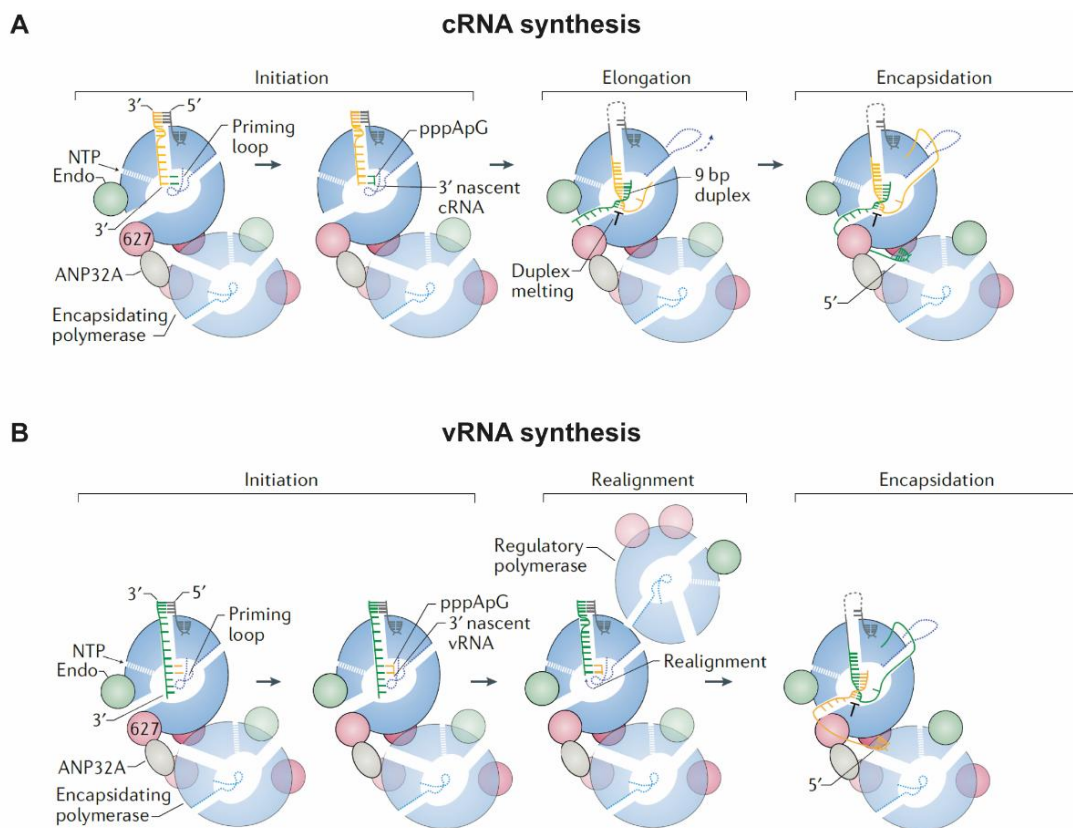 A
cRNA synthesis
Initiation
Elongation
Encapsidation
3′ 5′
Priming
loop
NTP
Endo
3′
627
ANP32A
Encapsidating
polymerase
pppApG
3′ nascent
cRNA
9 bp
duplex
Duplex
melting
5′
B
vRNA synthesis
Initiation
Realignment
Encapsidation
Regulatory
polymerase
3′ 5′
Priming
loop
NTP
Endo
3′
627
ANP32A
Encapsidating
polymerase
pppApG
3′ nascent
vRNA
Realignment
5′